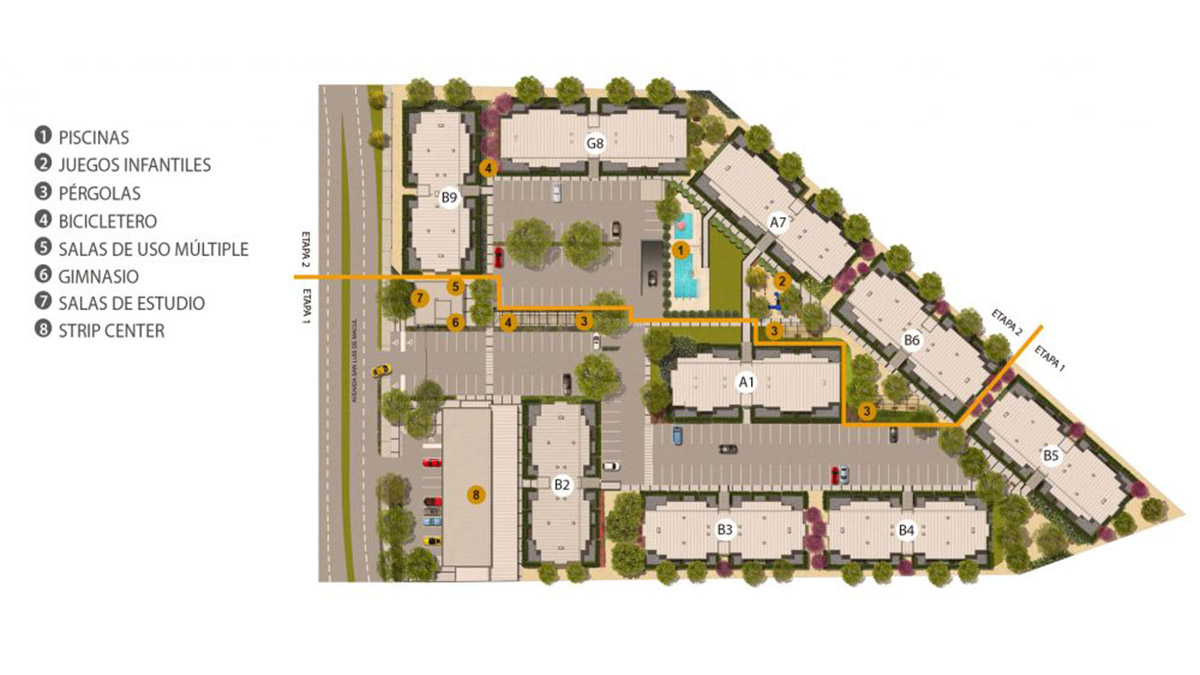 1 PISCINAS
2 JUEGOS INFANTILES
3 PÉRGOLAS
4 BICICLETERO
5 SALAS DE USO MÚLTIPLE
6 GIMNASIO
7 SALAS DE ESTUDIO
8 STRIP CENTER
ETAPA 2
ETAPA 1
AVENIDA SAN LUIS DE MACUL
B9
4
G8
A7
1
2
5
7
6
4
3
3
B6
ETAPA 2
ETAPA 1
A1
3
B5
8
B2
B3
B4